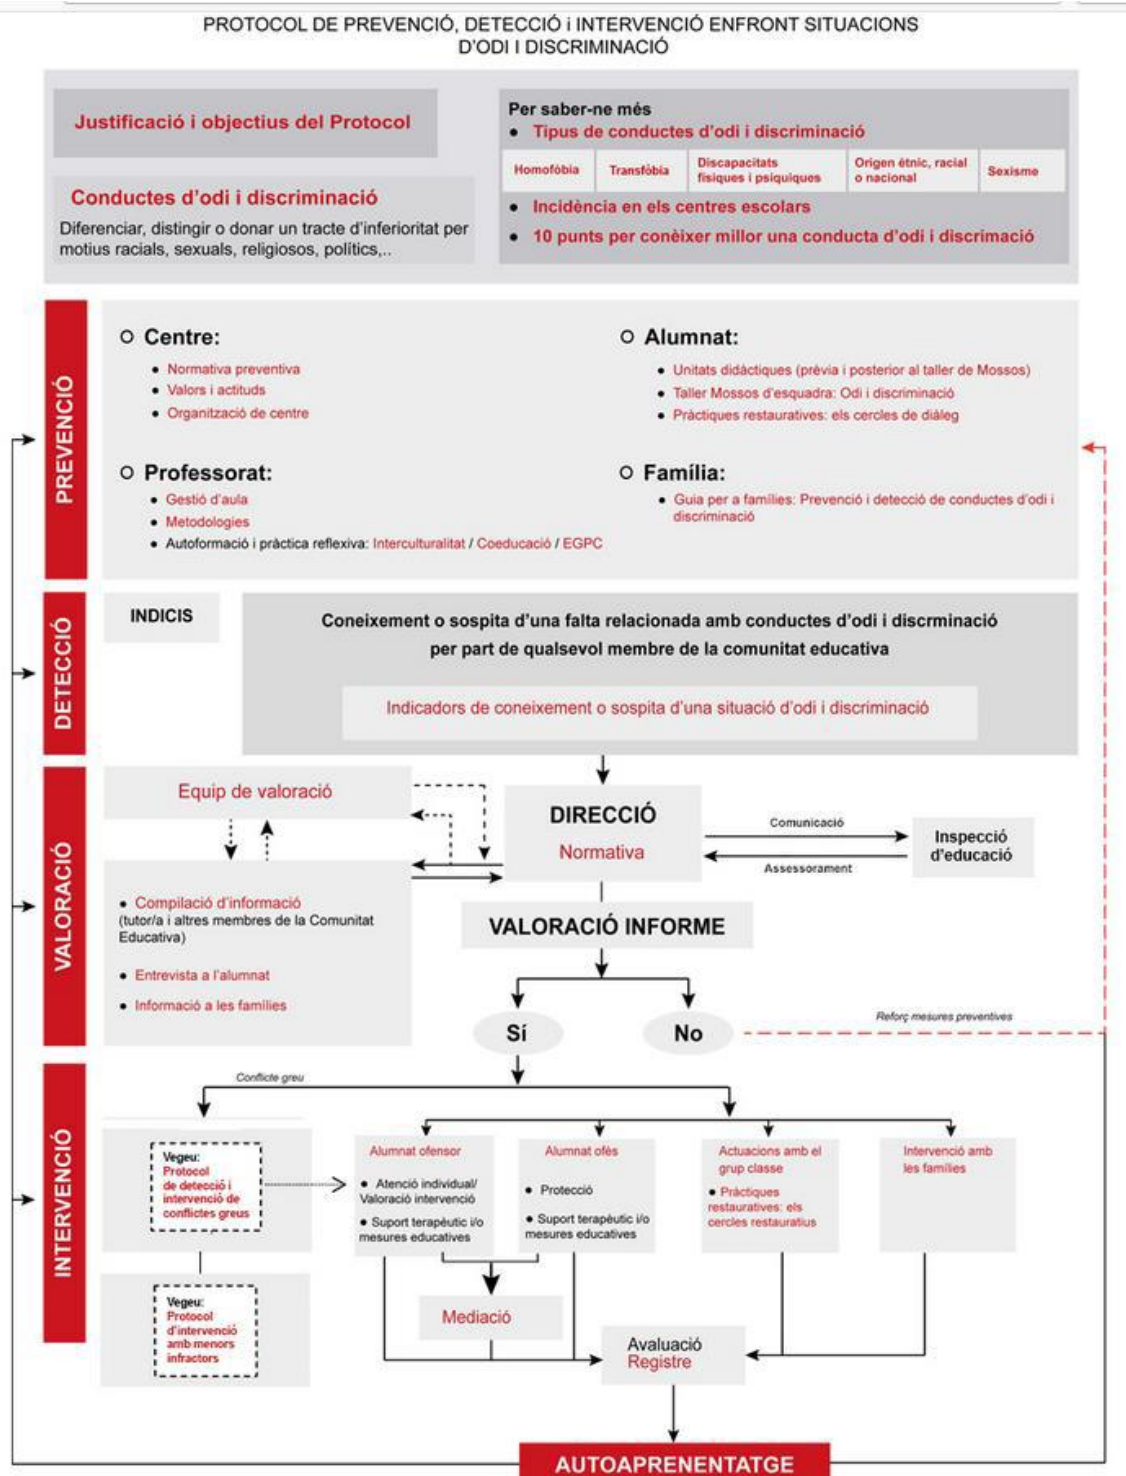 PROTOCOL DE PREVENCIÓ, DETECCIÓ i INTERVENCIÓ ENFRONT SITUACIONS
D'ODI I DISCRIMINACIÓ
Justificació i objectius del Protocol
Conductes d'odi i discriminació
Diferenciar, distingir o donar un tracte d'inferioritat per
motius racials, sexuals, religiosos, polítics,..
Per saber-ne més
● Tipus de conductes d'odi i discriminació
Homofòbia
Transfòbia
Discapacitats
físiques i psíquiques
Origen ètnic, racial
o nacional
Sexisme
● Incidència en els centres escolars
● 10 punts per conèixer millor una conducta d'odi i discrimació
PREVENCIÓ
Centre:
● Normativa preventiva
● Valors i actituds
● Organització de centre
Alumnat:
● Unitats didàctiques (prèvia i posterior al taller de Mossos)
● Taller Mossos d'esquadra: Odi i discriminació
● Pràctiques restauratives: els cercles de diàleg
Professorat:
● Gestió d'aula
● Metodologies
● Autoformació i pràctica reflexiva: Interculturalitat / Coeducació / EGPC
Família:
● Guia per a famílies: Prevenció i detecció de conductes d'odi i
discriminació
DETECCIÓ
INDICIS
Coneixement o sospita d'una falta relacionada amb conductes d'odi i discrminació
per part de qualsevol membre de la comunitat educativa
Indicadors de coneixement o sospita d'una situació d'odi i discriminació
VALORACIÓ
Equip de valoració
DIRECCIÓ
Normativa
Comunicació
Assessorament
Inspecció
d'educació
● Compilació d'informació
(tutor/a i altres membres de la Comunitat
Educativa)
● Entrevista a l'alumnat
● Informació a les famílies
VALORACIÓ INFORME
Sí
No
Reforç mesures preventives
INTERVENCIÓ
Conflicte greu
Vegeu:
Protocol
de detecció i
intervenció de
conflictes greus
Alumnat ofensor
● Atenció individual/
Valoració intervenció
● Suport terapèutic i/o
mesures educatives
Alumnat ofès
● Protecció
● Suport terapèutic i/o
mesures educatives
Actuacions amb el
grup classe
● Pràctiques
restauratives: els
cercles restauratius
Intervenció amb
les famílies
Vegeu:
Protocol
d'intervenció
amb menors
infractors
Mediació
Avaluació
Registre
AUTOAPRENENTATGE